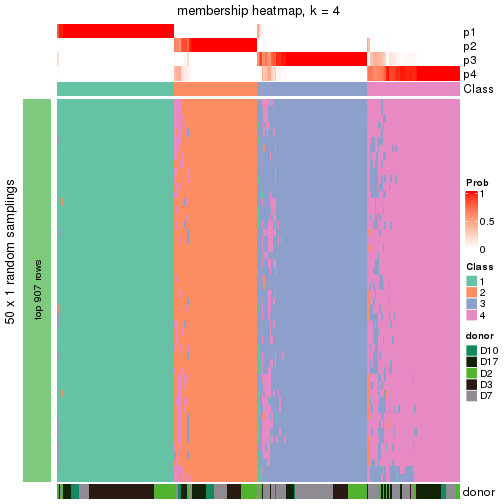 membership heatmap, k = 4
p1
p2
p3
p4
Class
50 x 1 random samplings
top 907 rows
Prob
1
0.5
0
Class
1
2
3
4
donor
D10
D17
D2
D3
D7
donor